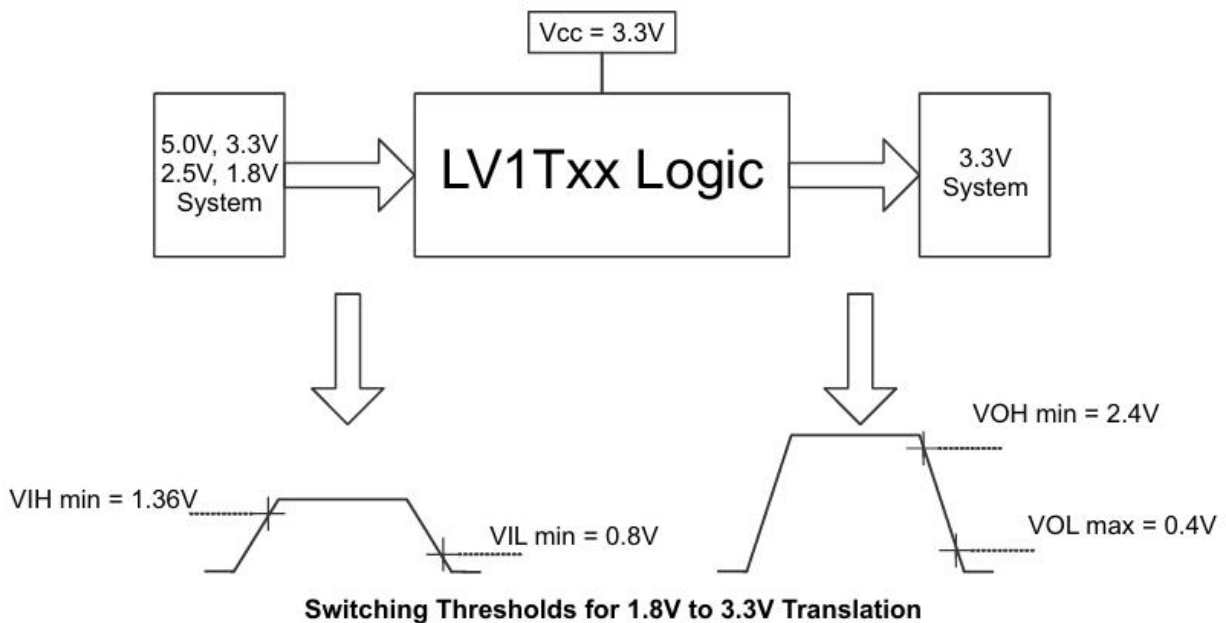 Vcc = 3.3V
5.0V, 3.3V
2.5V, 1.8V
System
LV1Txx Logic
3.3V
System
VOH min = 2.4V
VIH min = 1.36V
VIL min = 0.8V
VOL max = 0.4V
Switching Thresholds for 1.8V to 3.3V Translation